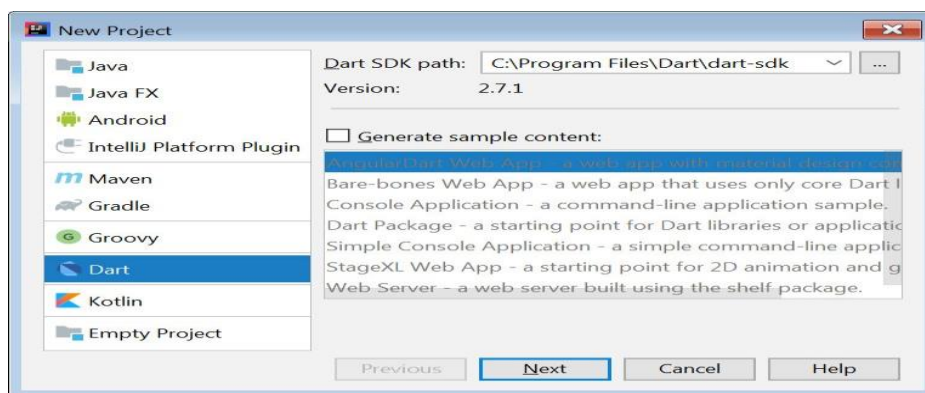 New Project
Java
Java FX
Android
IntelliJ Platform Plugin
Maven
Gradle
Groovy
Dart
Kotlin
Empty Project
Dart SDK path: C:\Program Files\Dart\dart-sdk ...
Version: 2.7.1
Generate sample content:
AngularDart Web App - a web app with material design con
Bare-bones Web App - a web app that uses only core Dart l
Console Application - a command-line application sample.
Dart Package - a starting point for Dart libraries or applicatic
Simple Console Application - a simple command-line applic
StageXL Web App - a starting point for 2D animation and g
Web Server - a web server built using the shelf package.
Previous Next Cancel Help